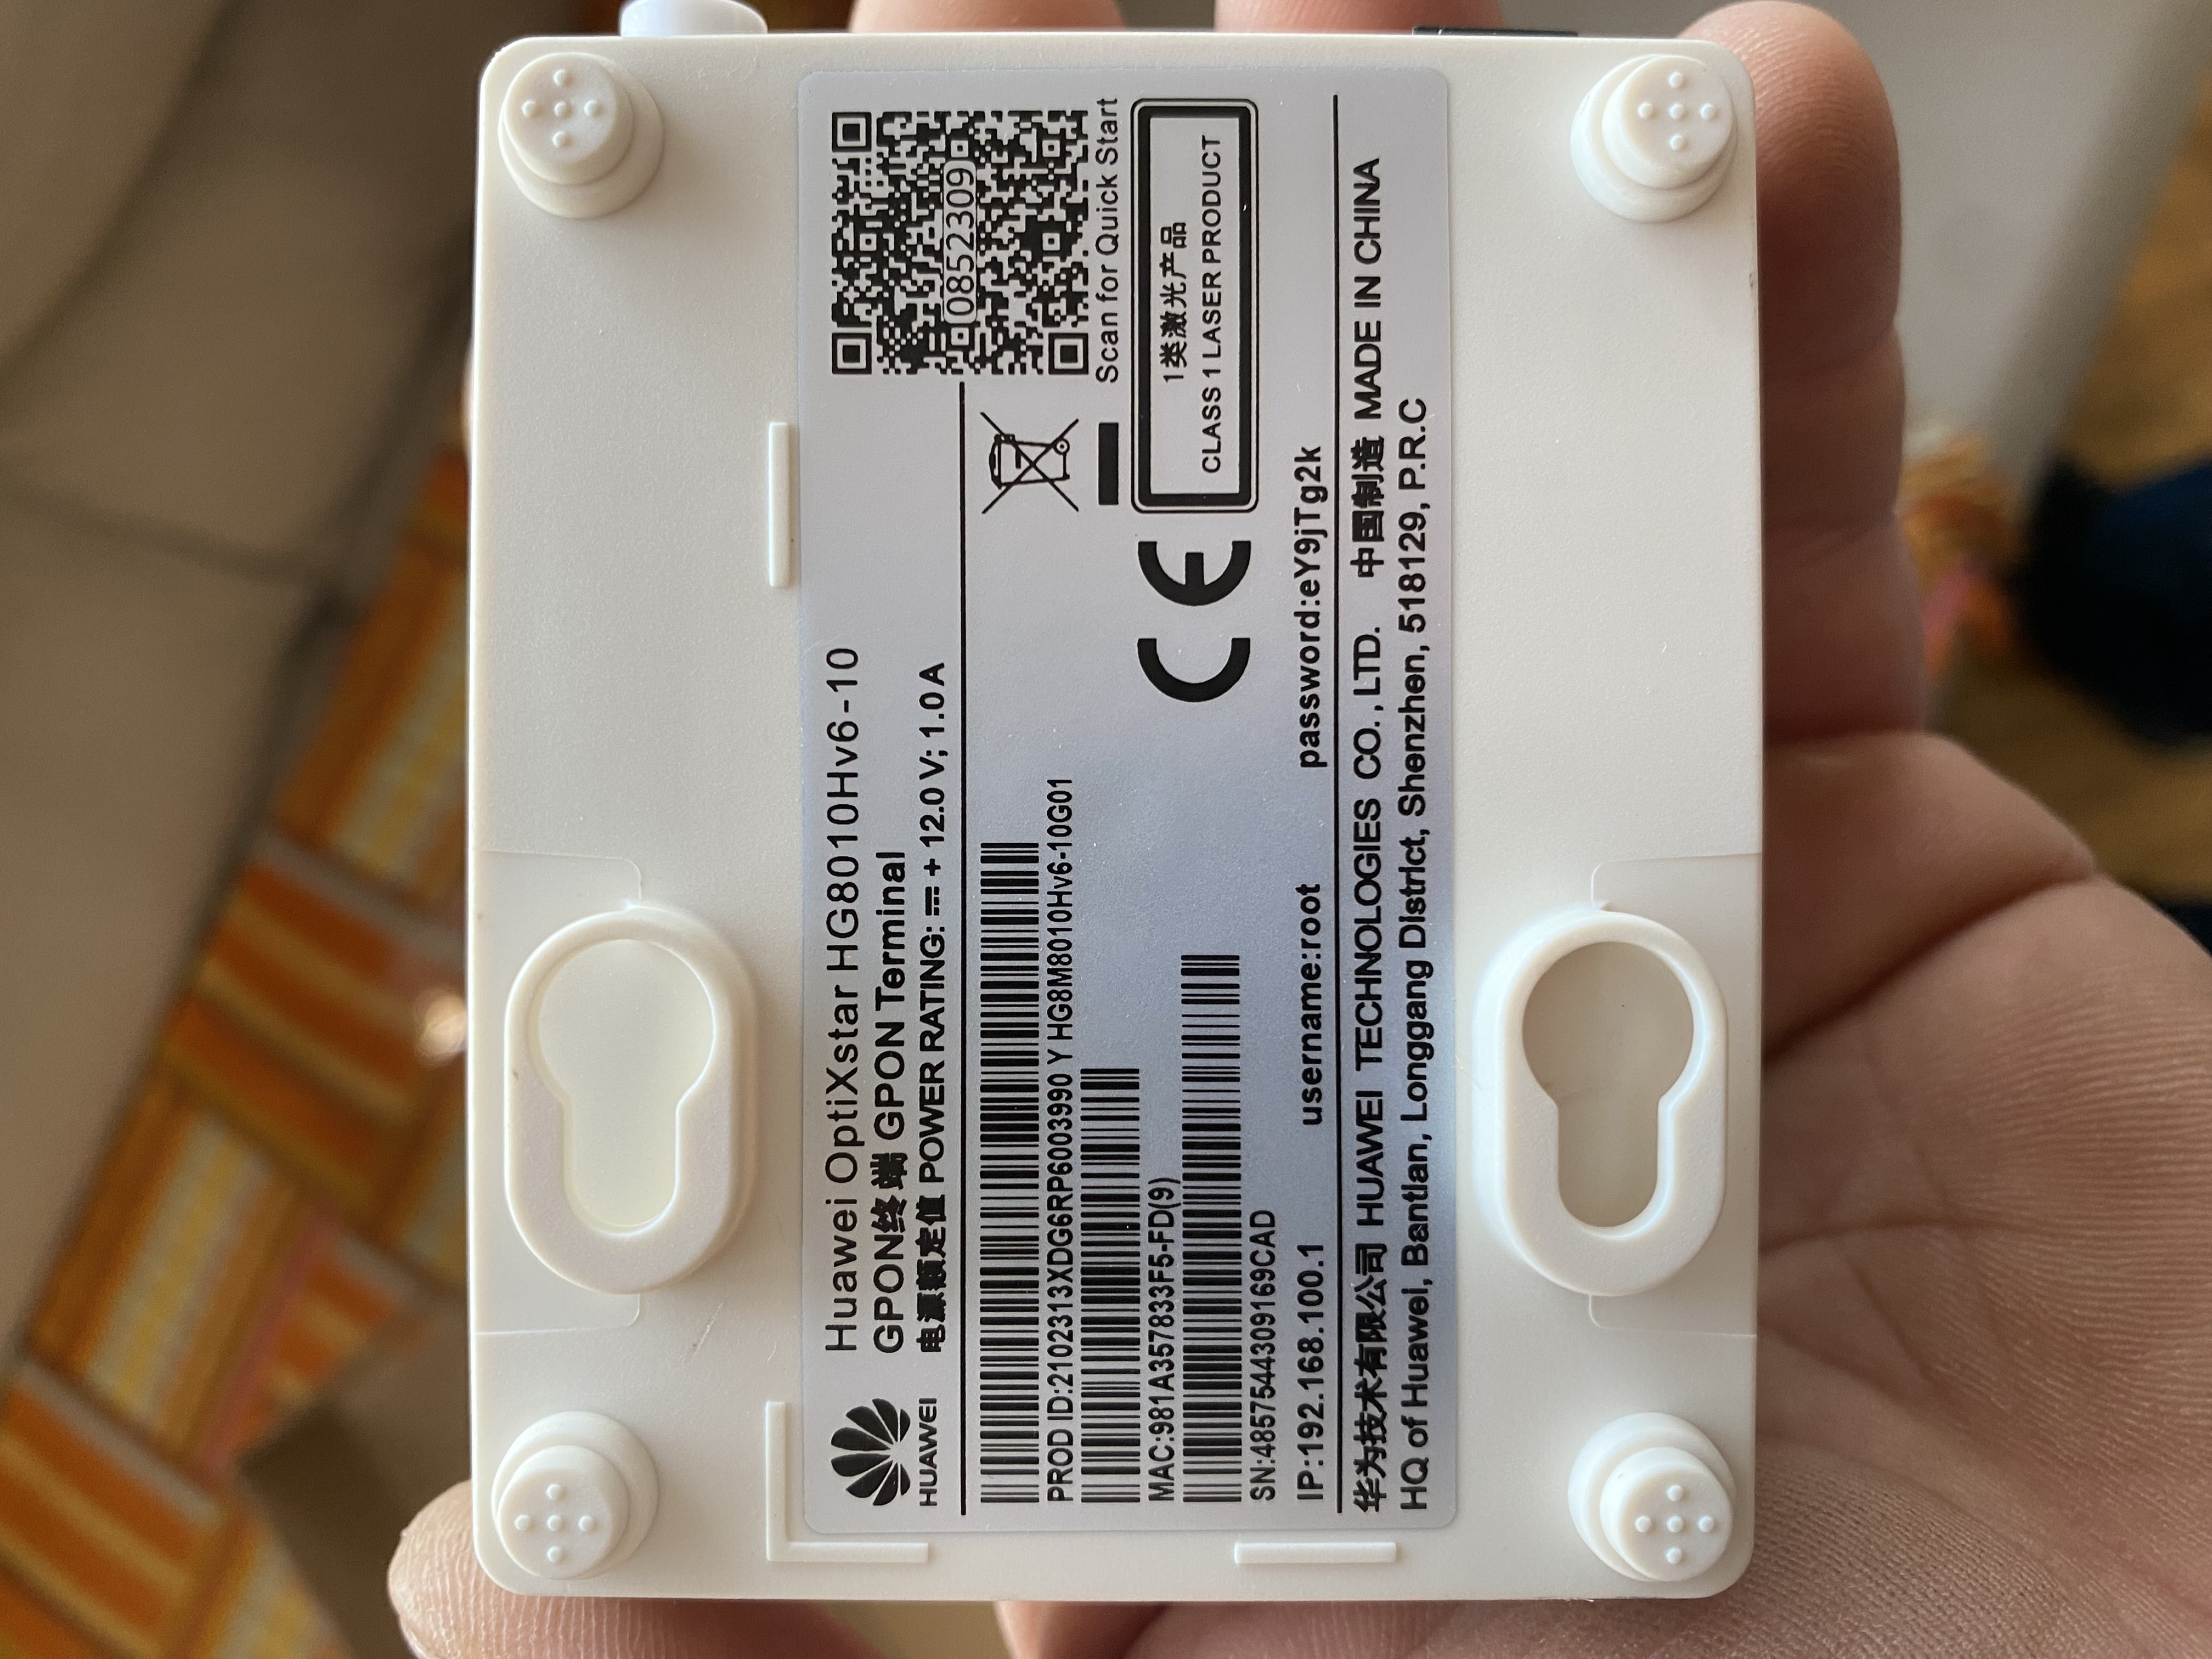 HUAWEI
Huawei OptiXstar HG8010Hv6-10
GPON终端 GPON Terminal
电源额定值 POWER RATING: ⎓ + 12.0 V; 1.0 A
0852309
Scan for Quick Start
PROD ID:2102313XDG6RP6003990 Y HG8M8010Hv6-10G01
MAC:981A357833F5-FD(9)
SN:4857544309169CAD
1类激光产品
CLASS 1 LASER PRODUCT
CE
IP:192.168.100.1 username:root password:eY9jTg2k
华为技术有限公司 HUAWEI TECHNOLOGIES CO., LTD. 中国制造 MADE IN CHINA
HQ of Huawei, Bantian, Longgang District, Shenzhen, 518129, P.R.C